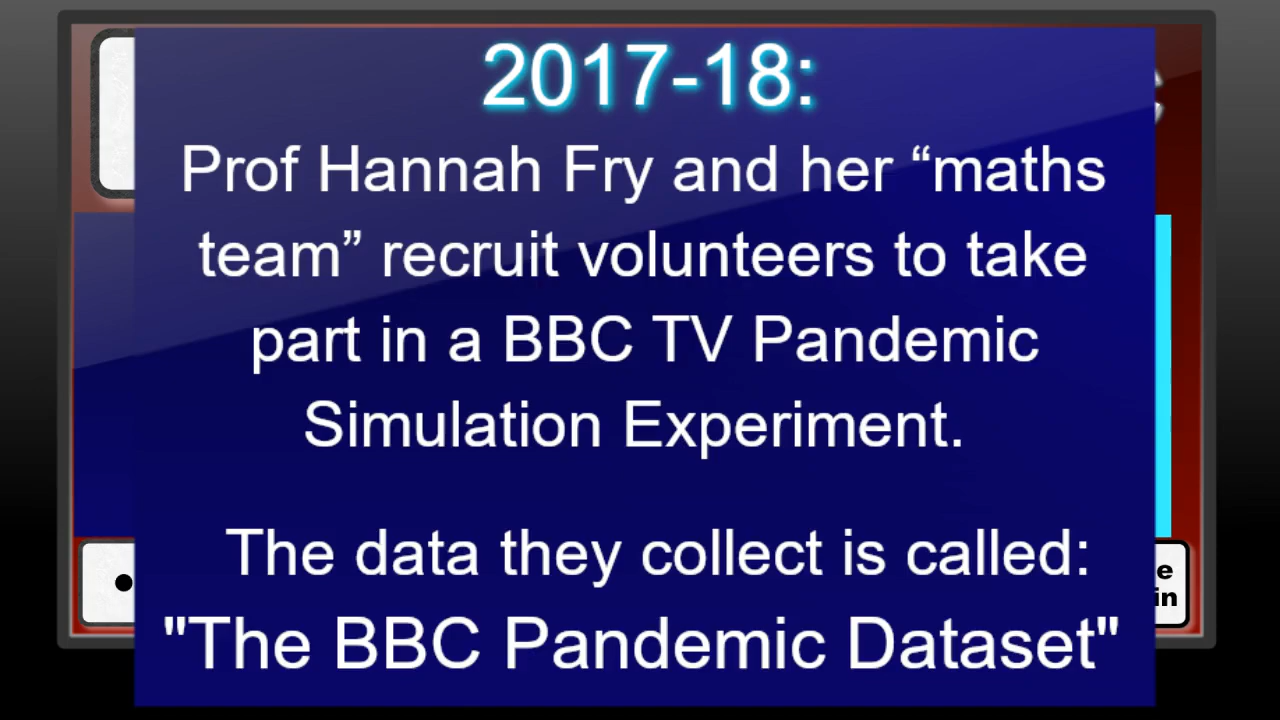 2017-18:
Prof Hannah Fry and her “maths
team” recruit volunteers to take
part in a BBC TV Pandemic
Simulation Experiment.
The data they collect is called:
"The BBC Pandemic Dataset"